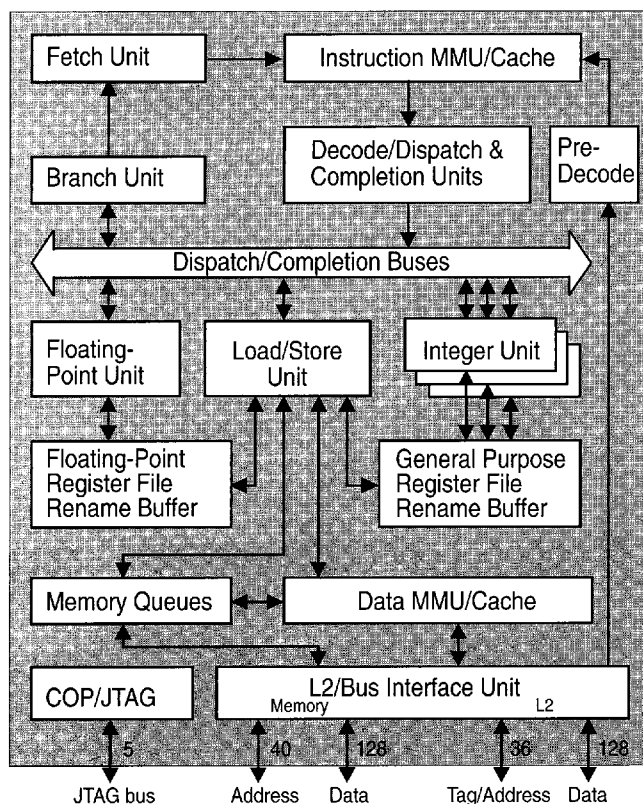 Fetch Unit
Instruction MMU/Cache
Branch Unit
Decode/Dispatch &
Completion Units
Pre-
Decode
Dispatch/Completion Buses
Floating-
Point Unit
Load/Store
Unit
Integer Unit
Floating-Point
Register File
Rename Buffer
General Purpose
Register File
Rename Buffer
Memory Queues
Data MMU/Cache
COP/JTAG
L2/Bus Interface Unit
Memory
L2
5
40
128
36
128
JTAG bus
Address
Data
Tag/Address
Data